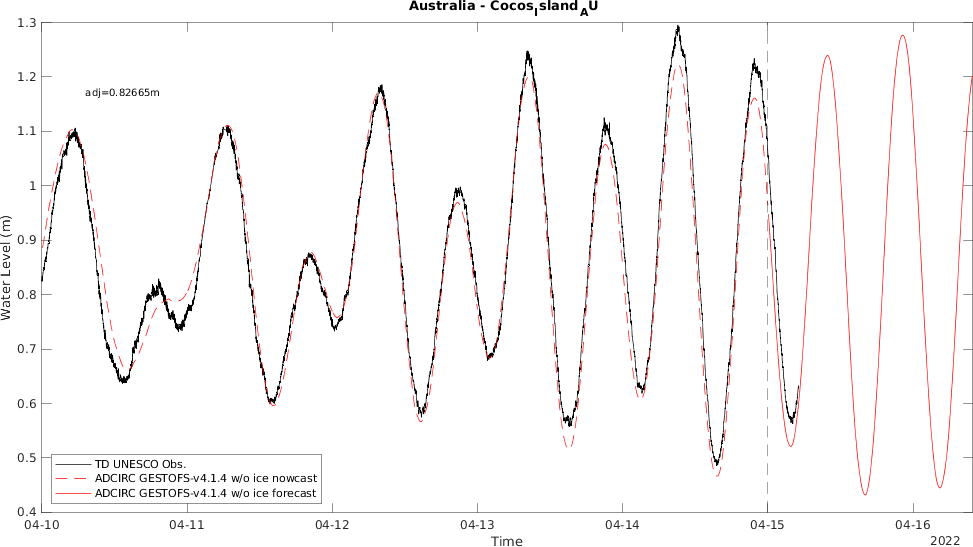 Australia - Cocos_Island_AU
1.3
1.2
adj=0.82665m
1.1
1
0.9
0.8
0.7
0.6
0.5
0.4
Water Level (m)
TD UNESCO Obs.
ADCIRC GESTOFS-v4.1.4 w/o ice nowcast
ADCIRC GESTOFS-v4.1.4 w/o ice forecast
04-10 04-11 04-12 04-13 04-14 04-15 04-16
Time
2022